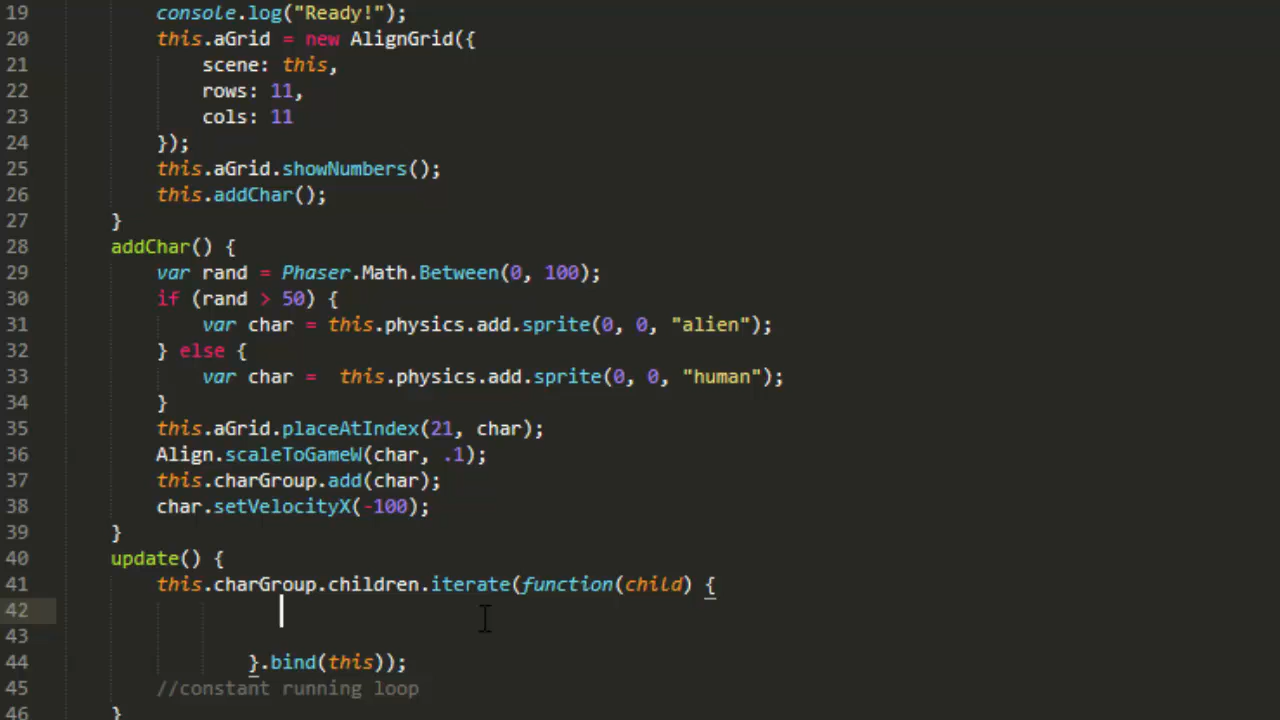 19 console.log("Ready!");
20 this.aGrid = new AlignGrid({
21 scene: this,
22 rows: 11,
23 cols: 11
24 });
25 this.aGrid.showNumbers();
26 this.addChar();
27 }
28 addChar() {
29 var rand = Phaser.Math.Between(0, 100);
30 if (rand > 50) {
31 var char = this.physics.add.sprite(0, 0, "alien");
32 } else {
33 var char =  this.physics.add.sprite(0, 0, "human");
34 }
35 this.aGrid.placeAtIndex(21, char);
36 Align.scaleToGameW(char, .1);
37 this.charGroup.add(char);
38 char.setVelocityX(-100);
39 }
40 update() {
41 this.charGroup.children.iterate(function(child) {
42
43
44 }.bind(this));
45 //constant running loop
46 }